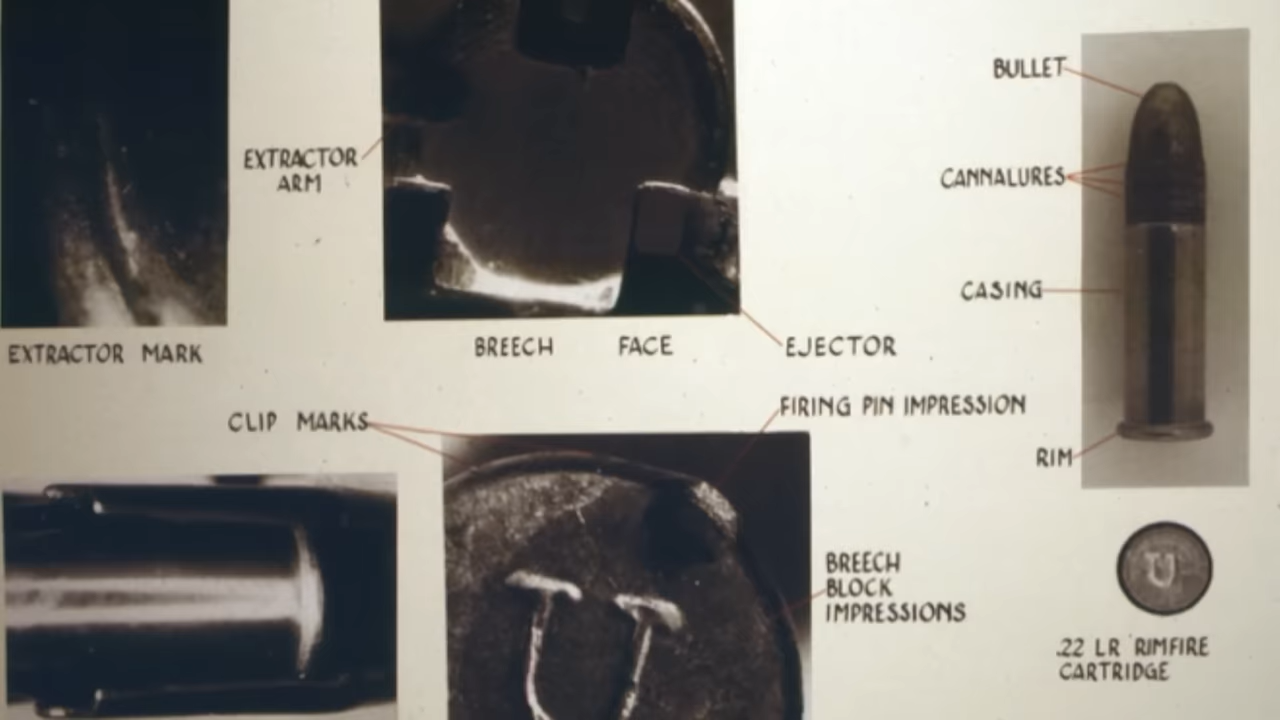 BULLET
EXTRACTOR
ARM
CANNALURES
CASING
EXTRACTOR MARK
BREECH FACE
EJECTOR
CLIP MARKS
FIRING PIN IMPRESSION
RIM
U
BREECH
BLOCK
IMPRESSIONS
U
.22 LR RIMFIRE
CARTRIDGE